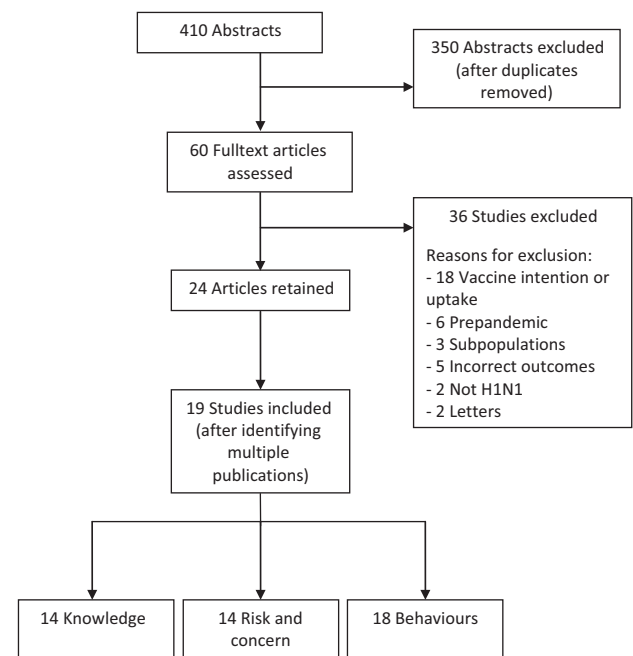 410 Abstracts
350 Abstracts excluded
(after duplicates
removed)
60 Fulltext articles
assessed
36 Studies excluded
Reasons for exclusion:
- 18 Vaccine intention or
uptake
- 6 Prepandemic
- 3 Subpopulations
- 5 Incorrect outcomes
- 2 Not H1N1
- 2 Letters
24 Articles retained
19 Studies included
(after identifying
multiple
publications)
14 Knowledge
14 Risk and
concern
18 Behaviours